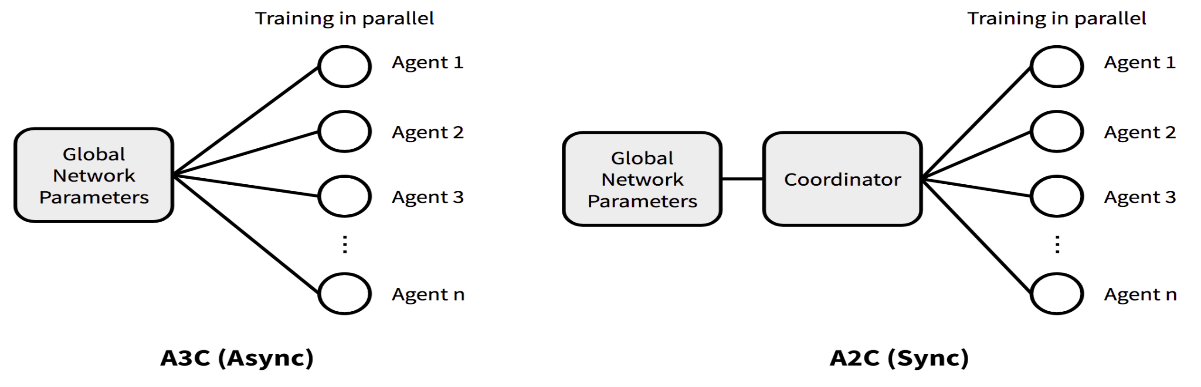 Training in parallel
Agent 1
Agent 2
Global
Network
Parameters
Agent 3
⋮
Agent n
A3C (Async)
Training in parallel
Agent 1
Agent 2
Global
Network
Parameters
Coordinator
Agent 3
⋮
Agent n
A2C (Sync)